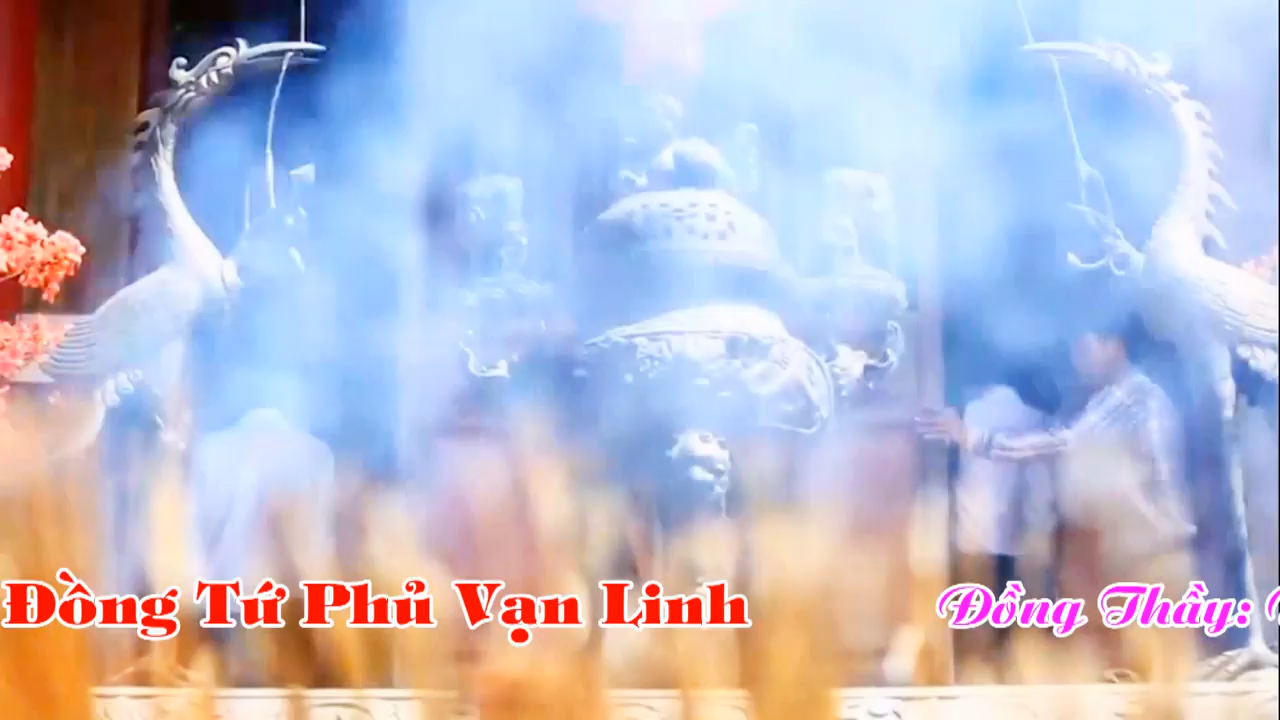 Đồng Tứ Phủ Vạn Linh
Đồng Thầy: